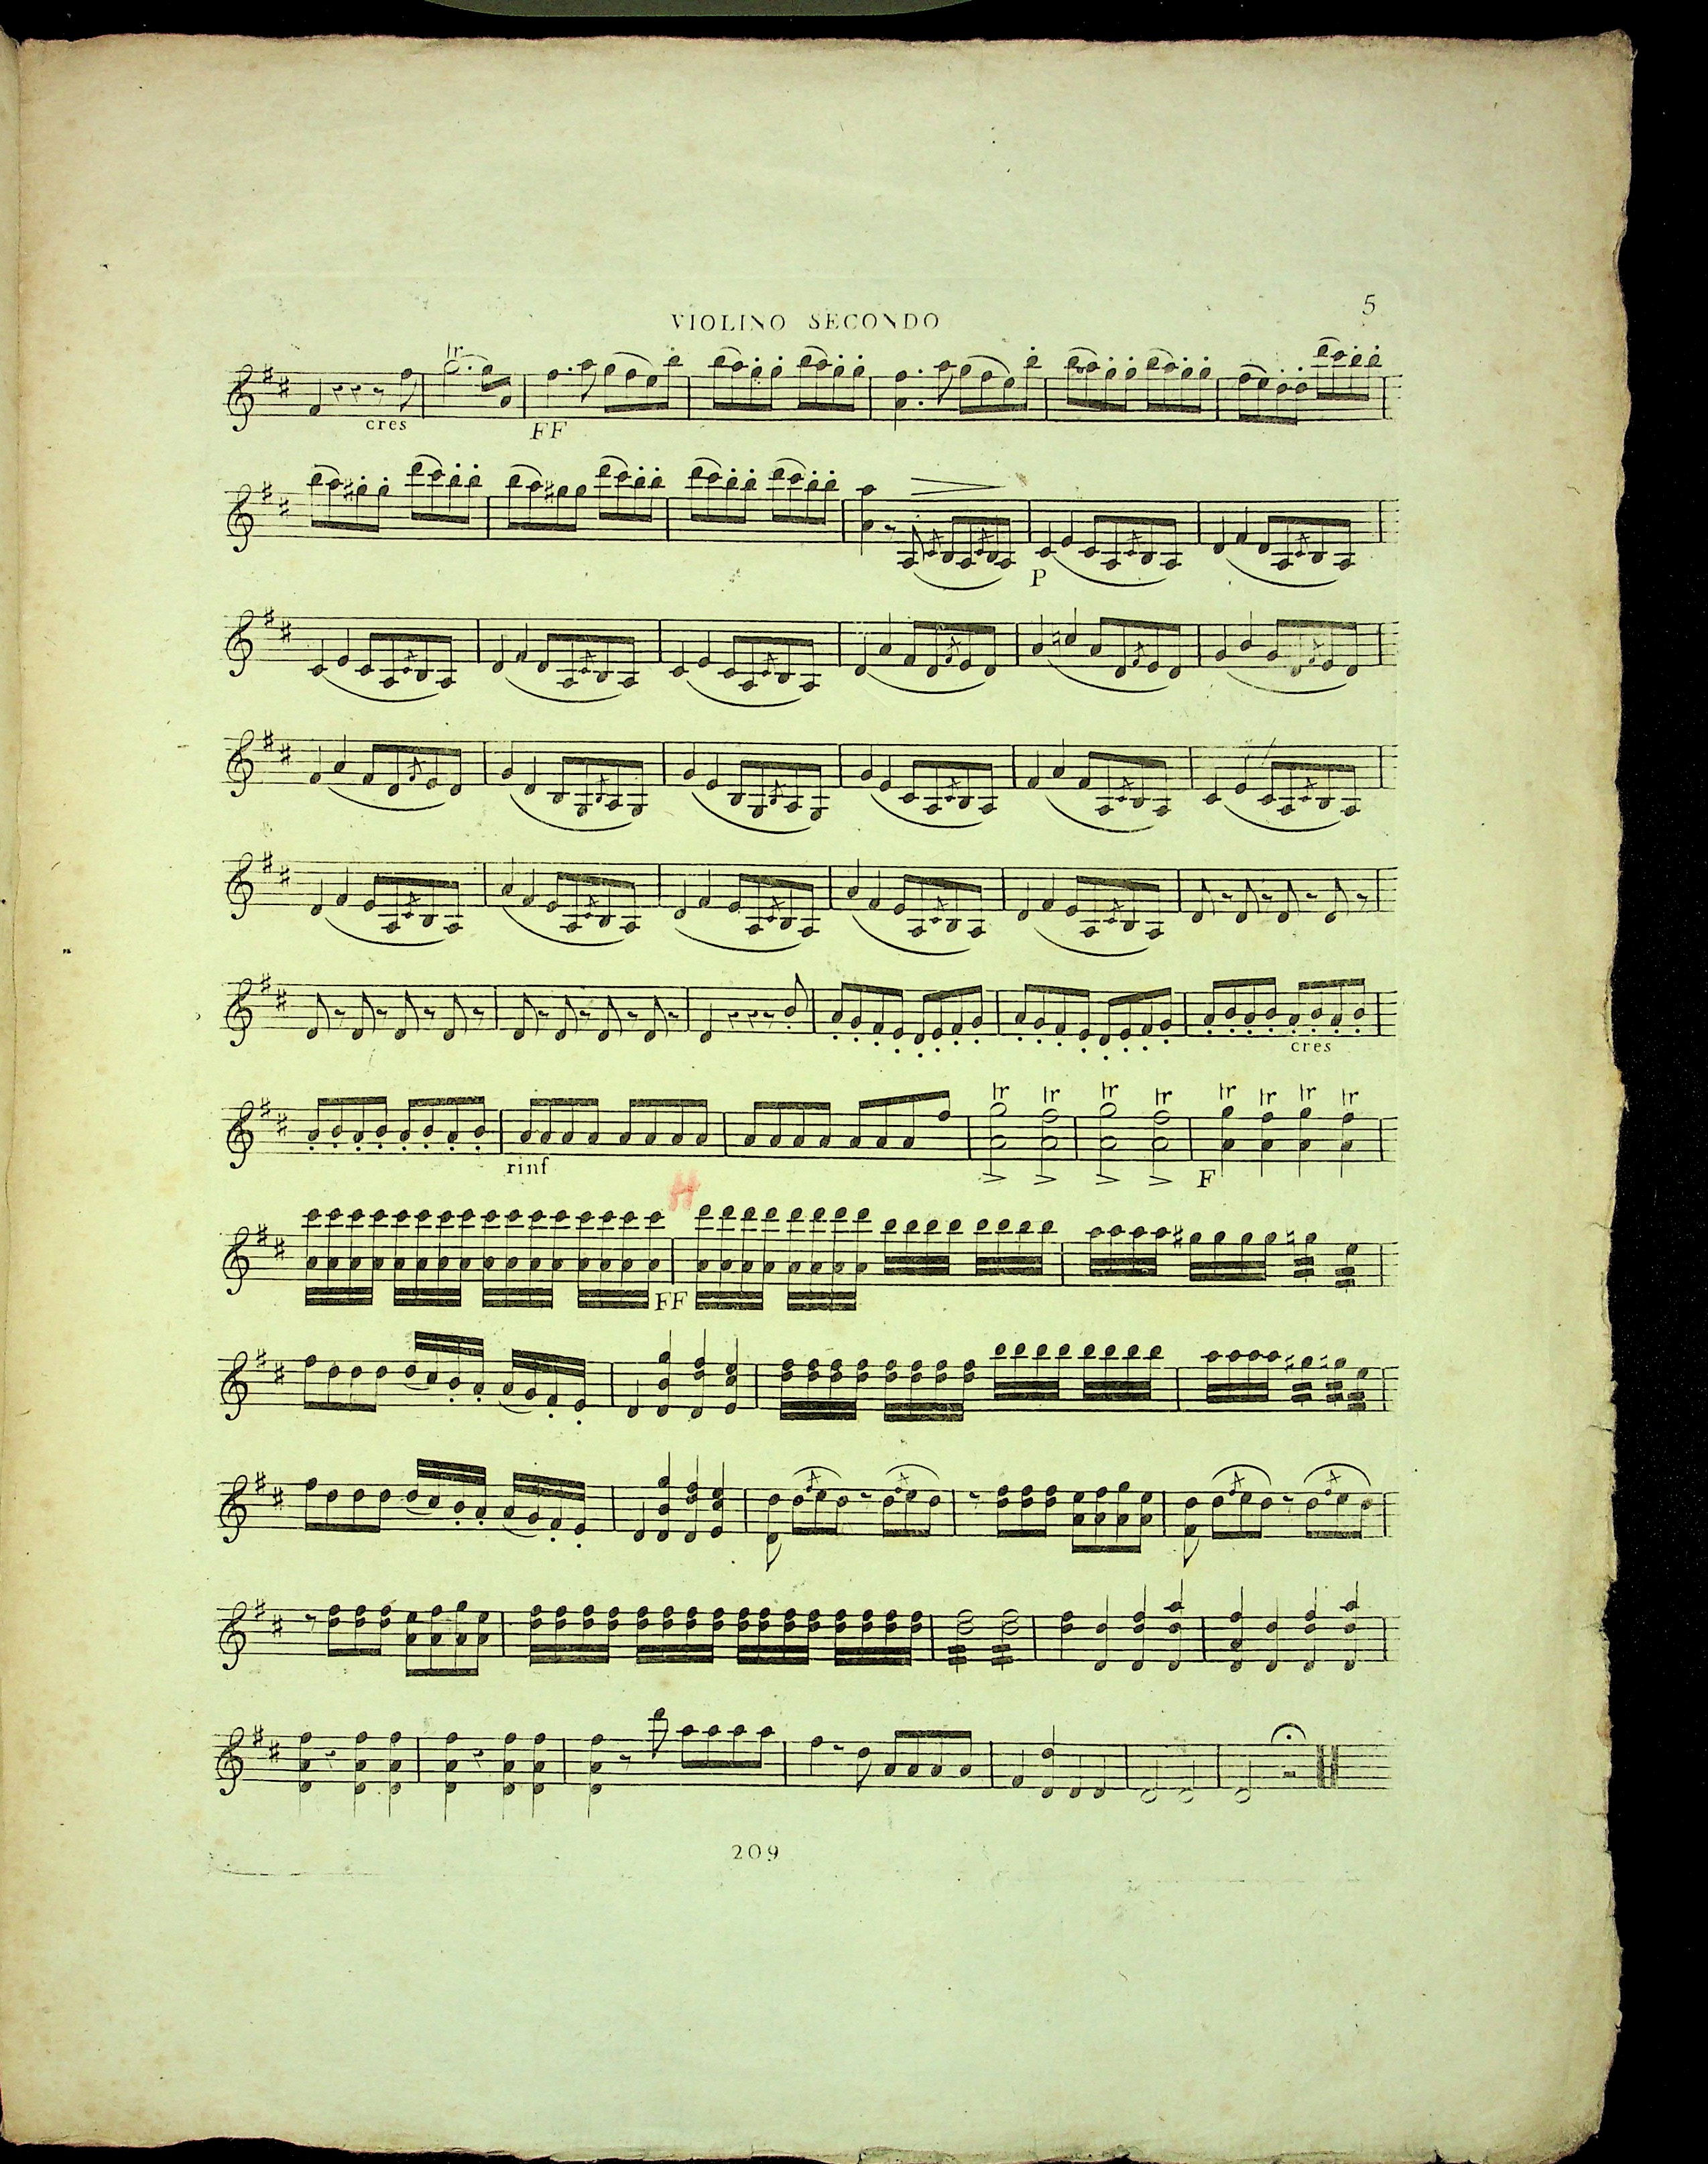 5
VIOLINO SECONDO
tr
cres
FF
P
cres
tr tr tr tr tr tr tr tr
rinf
F
H
FF
209